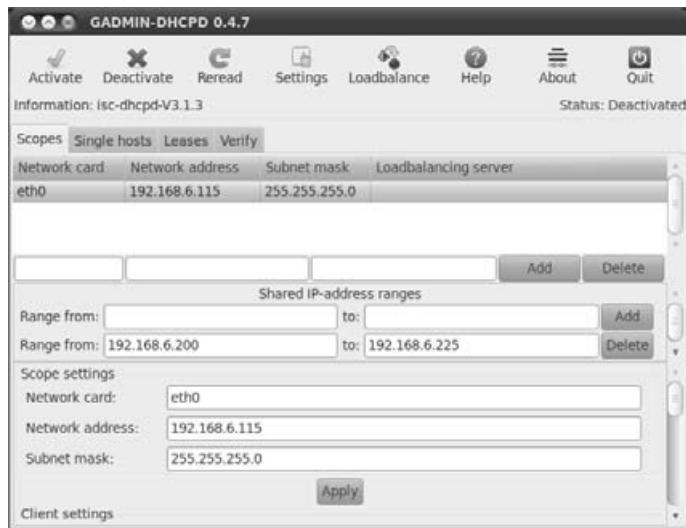 GADMIN-DHCPD 0.4.7
Activate Deactivate Reread Settings Loadbalance Help About Quit
Information: isc-dhcpd-V3.1.3 Status: Deactivated
Scopes Single hosts Leases Verify
Network card Network address Subnet mask Loadbalancing server
eth0 192.168.6.115 255.255.255.0
Add Delete
Shared IP-address ranges
Range from: to: Add
Range from: 192.168.6.200 to: 192.168.6.225 Delete
Scope settings
Network card: eth0
Network address: 192.168.6.115
Subnet mask: 255.255.255.0
Apply
Client settings